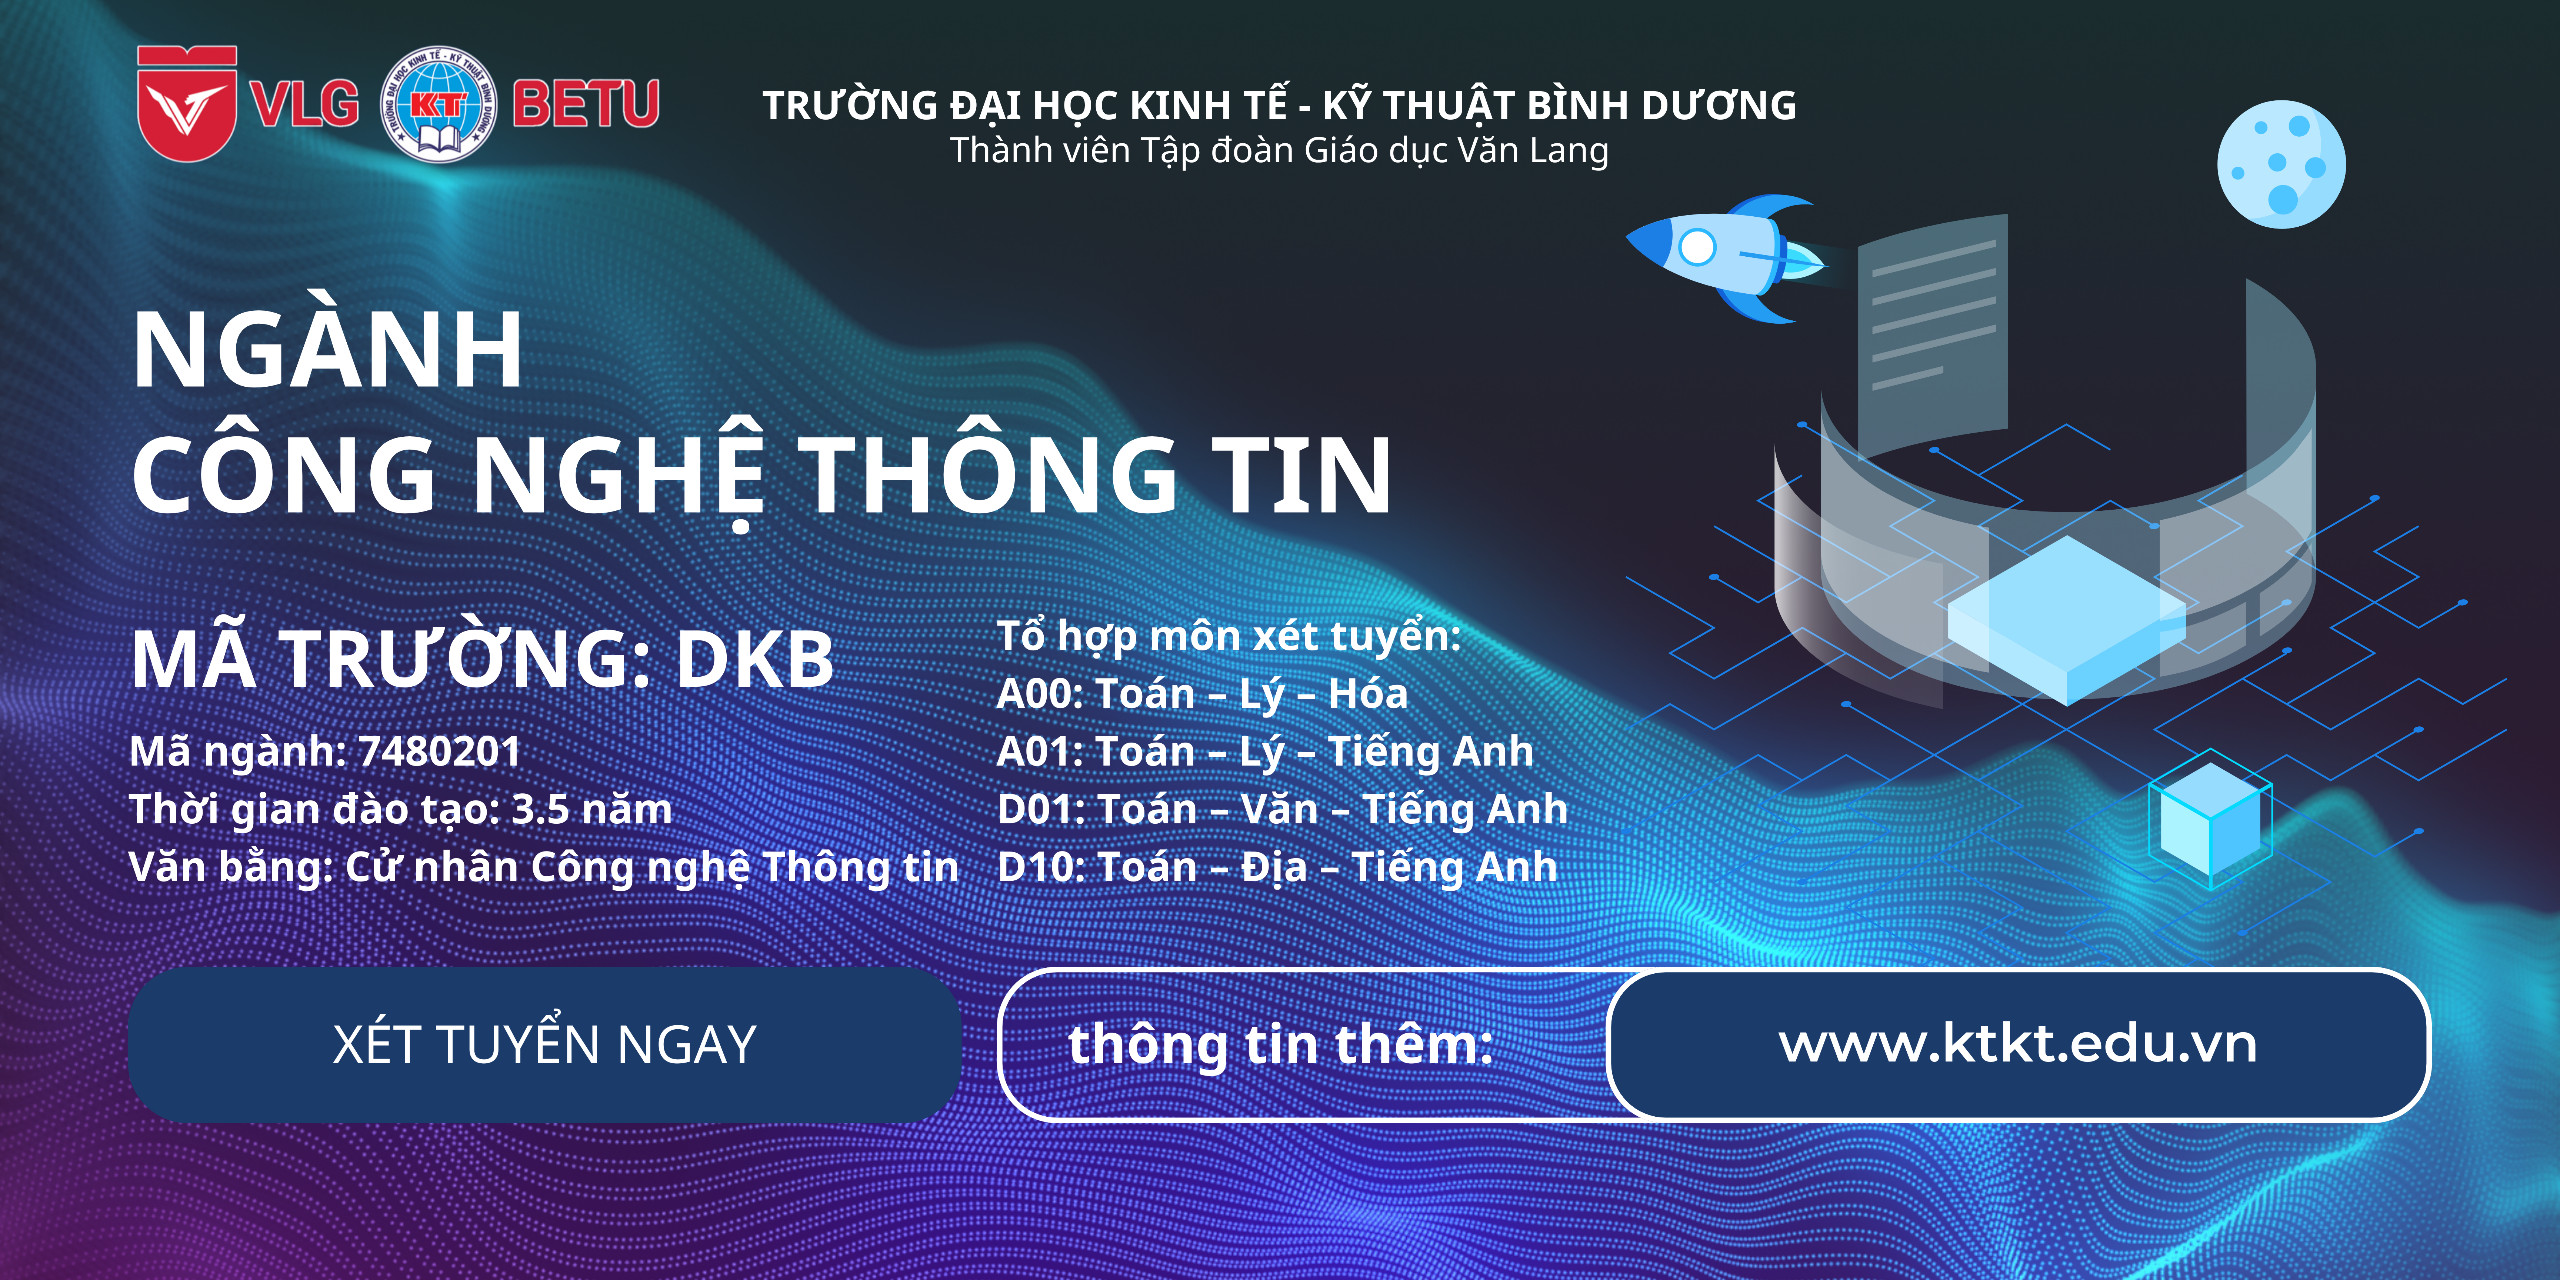 VLG
TRƯỜNG ĐẠI HỌC KINH TẾ - KỸ THUẬT BÌNH DƯƠNG
KTi
BETU
TRƯỜNG ĐẠI HỌC KINH TẾ - KỸ THUẬT BÌNH DƯƠNG
Thành viên Tập đoàn Giáo dục Văn Lang
NGÀNH
CÔNG NGHỆ THÔNG TIN
MÃ TRƯỜNG: DKB
Mã ngành: 7480201
Thời gian đào tạo: 3.5 năm
Văn bằng: Cử nhân Công nghệ Thông tin
Tổ hợp môn xét tuyển:
A00: Toán – Lý – Hóa
A01: Toán – Lý – Tiếng Anh
D01: Toán – Văn – Tiếng Anh
D10: Toán – Địa – Tiếng Anh
XÉT TUYỂN NGAY
thông tin thêm:
www.ktkt.edu.vn